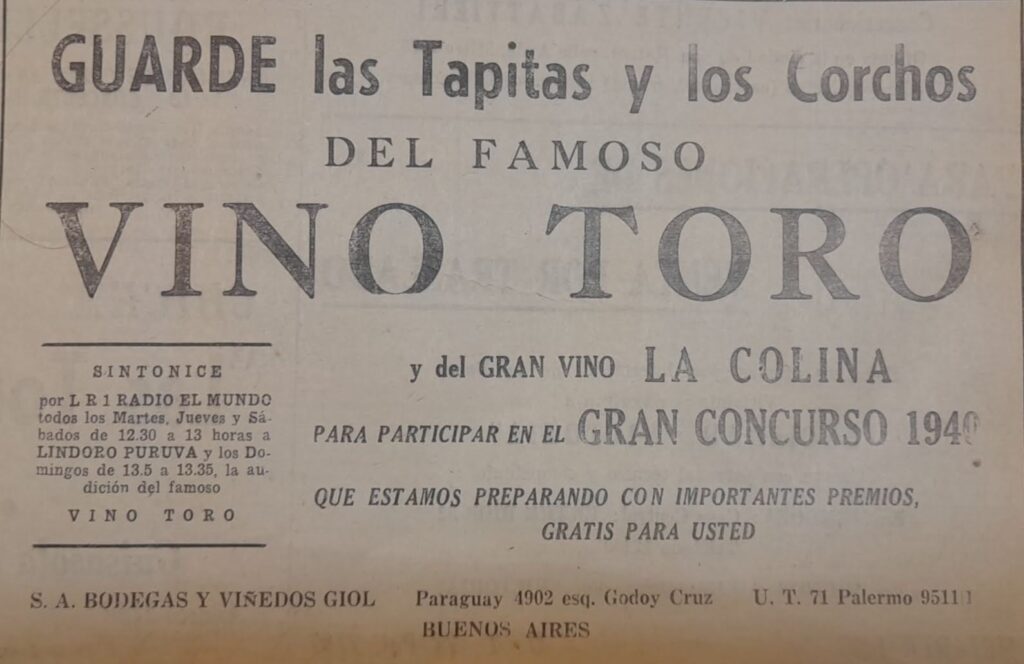 GUARDE las Tapitas y los Corchos
DEL FAMOSO
VINO TORO
y del GRAN VINO LA COLINA
PARA PARTICIPAR EN EL GRAN CONCURSO 1940
QUE ESTAMOS PREPARANDO CON IMPORTANTES PREMIOS,
GRATIS PARA USTED
SINTONICE
por L R 1 RADIO EL MUNDO
todos los Martes, Jueves y Sá-
bados de 12.30 a 13 horas a
LINDORO PURUVA y los Do-
mingos de 13.5 a 13.35, la au-
dición del famoso
VINO TORO
S. A. BODEGAS Y VIÑEDOS GIOL Paraguay 4902 esq. Godoy Cruz U. T. 71 Palermo
BUENOS AIRES